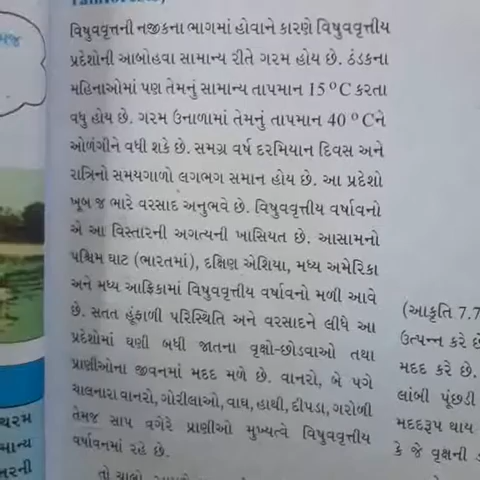 વિષુવવૃત્તની નજીકના ભાગમાં હોવાને કારણે વિષુવવૃત્તીય
પ્રદેશોની આબોહવા સામાન્ય રીતે ગરમ હોય છે. ઠંડકના
મહિનાઓમાં પણ તેમનું સામાન્ય તાપમાન 15 °C કરતા
વધુ હોય છે. ગરમ ઉનાળામાં તેમનું તાપમાન 40 °Cને
ઓળંગીને વધી શકે છે. સમગ્ર વર્ષ દરમિયાન દિવસ અને
રાત્રિનો સમયગાળો લગભગ સમાન હોય છે. આ પ્રદેશો
ખૂબ જ ભારે વરસાદ અનુભવે છે. વિષુવવૃત્તીય વર્ષાવનો
એ આ વિસ્તારની અગત્યની ખાસિયત છે. આસામનો
પશ્ચિમ ઘાટ (ભારતમાં), દક્ષિણ એશિયા, મધ્ય અમેરિકા
અને મધ્ય આફ્રિકામાં વિષુવવૃત્તીય વર્ષાવનો મળી આવે
છે. સતત હૂંફાળી પરિસ્થિતિ અને વરસાદને લીધે આ
પ્રદેશોમાં ઘણી બધી જાતના વૃક્ષો-છોડવાઓ તથા
પ્રાણીઓના જીવનમાં મદદ મળે છે. વાનરો, બે પગે
ચાલનારા વાનરો, ગોરીલાઓ, વાઘ, હાથી, દીપડા, ગરોળી
તેમજ સાપ વગેરે પ્રાણીઓ મુખ્યત્વે વિષુવવૃત્તીય
વર્ષાવનમાં રહે છે.
(આકૃતિ 7.7
ઉત્પન્ન કરે છે
મદદ કરે છે.
લાંબી પૂંછડી
મદદરૂપ થાય
કે જે વૃક્ષની